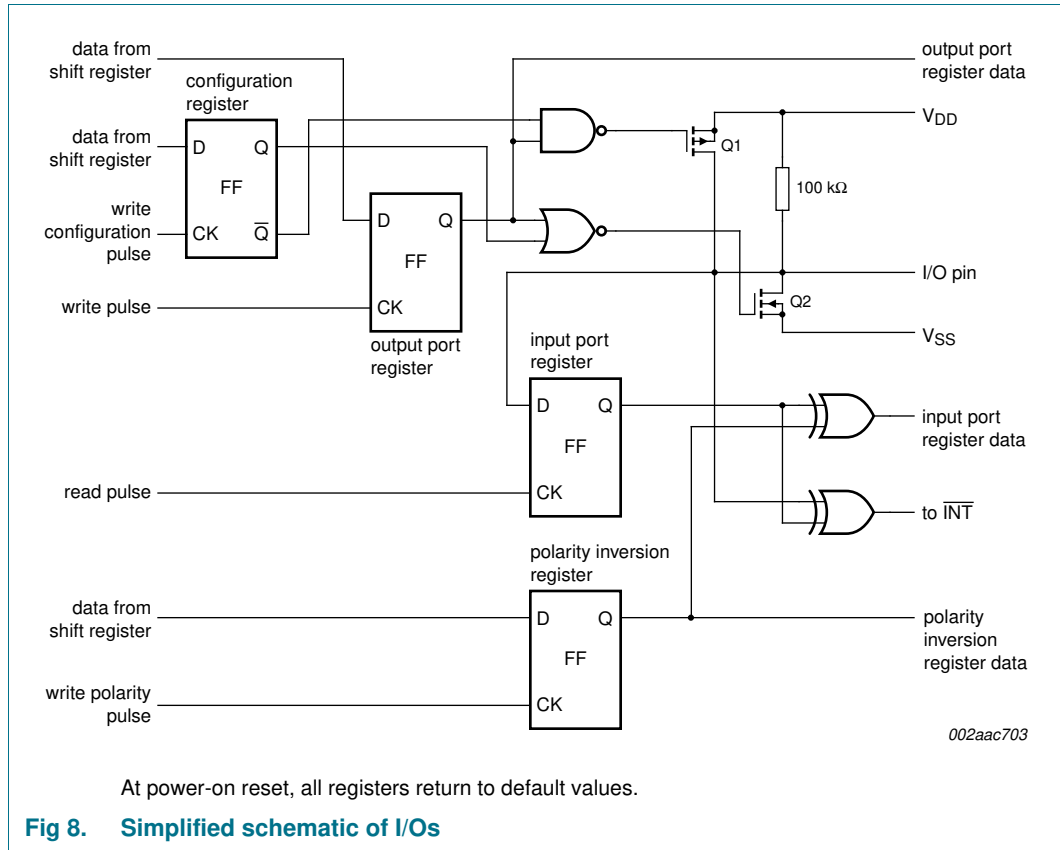 data from
shift register
configuration
register
output port
register data
VDD
Q1
data from
shift register
D
Q
FF
100 kΩ
write
configuration
pulse
CK
Q̅
D
Q
FF
I/O pin
Q2
write pulse
CK
VSS
output port
register
input port
register
D
Q
FF
input port
register data
read pulse
CK
to I̅N̅T̅
polarity inversion
register
data from
shift register
D
Q
FF
polarity
inversion
register data
write polarity
pulse
CK
002aac703
At power-on reset, all registers return to default values.
Fig 8. Simplified schematic of I/Os